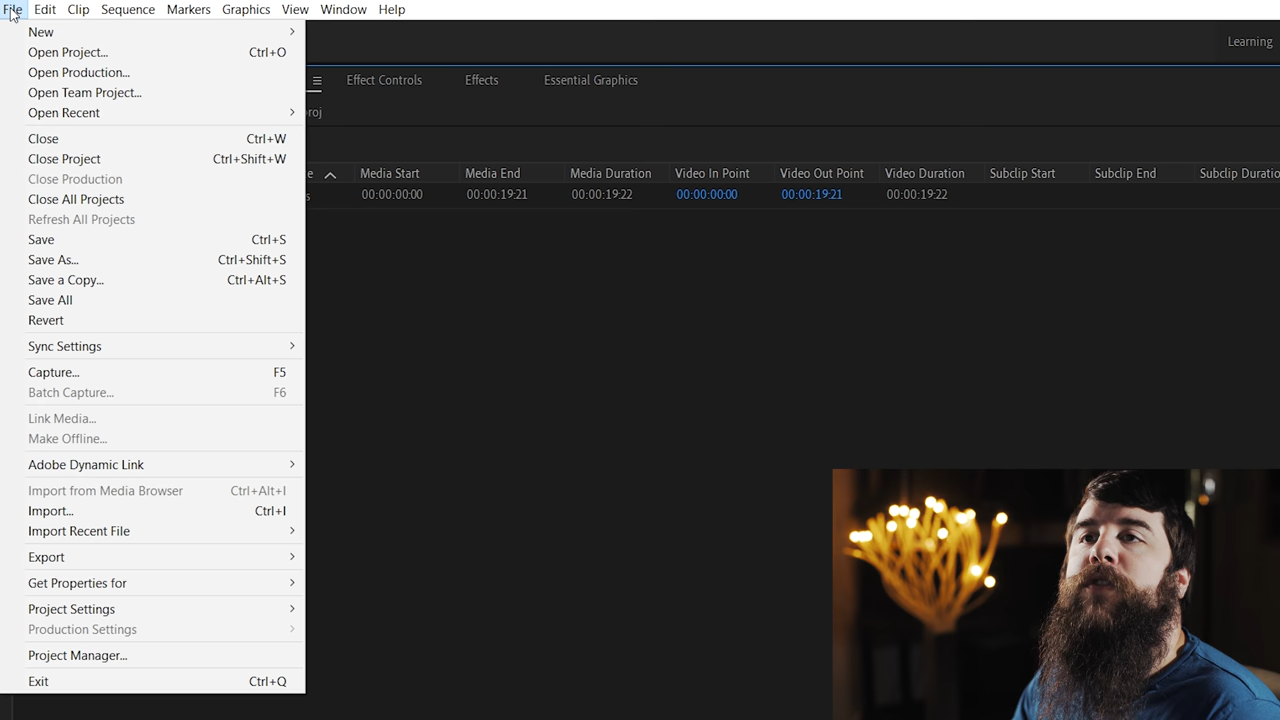 File Edit Clip Sequence Markers Graphics View Window Help
Learning
New
Open Project... Ctrl+O
Open Production...
Open Team Project...
Open Recent
Close Ctrl+W
Close Project Ctrl+Shift+W
Close Production
Close All Projects
Refresh All Projects
Save Ctrl+S
Save As... Ctrl+Shift+S
Save a Copy... Ctrl+Alt+S
Save All
Revert
Sync Settings
Capture... F5
Batch Capture... F6
Link Media...
Make Offline...
Adobe Dynamic Link
Import from Media Browser Ctrl+Alt+I
Import... Ctrl+I
Import Recent File
Export
Get Properties for
Project Settings
Production Settings
Project Manager...
Exit Ctrl+Q
Effect Controls Effects Essential Graphics
roj
e Media Start Media End Media Duration Video In Point Video Out Point Video Duration Subclip Start Subclip End Subclip Duratio
s 00:00:00:00 00:00:19:21 00:00:19:22 00:00:00:00 00:00:19:21 00:00:19:22